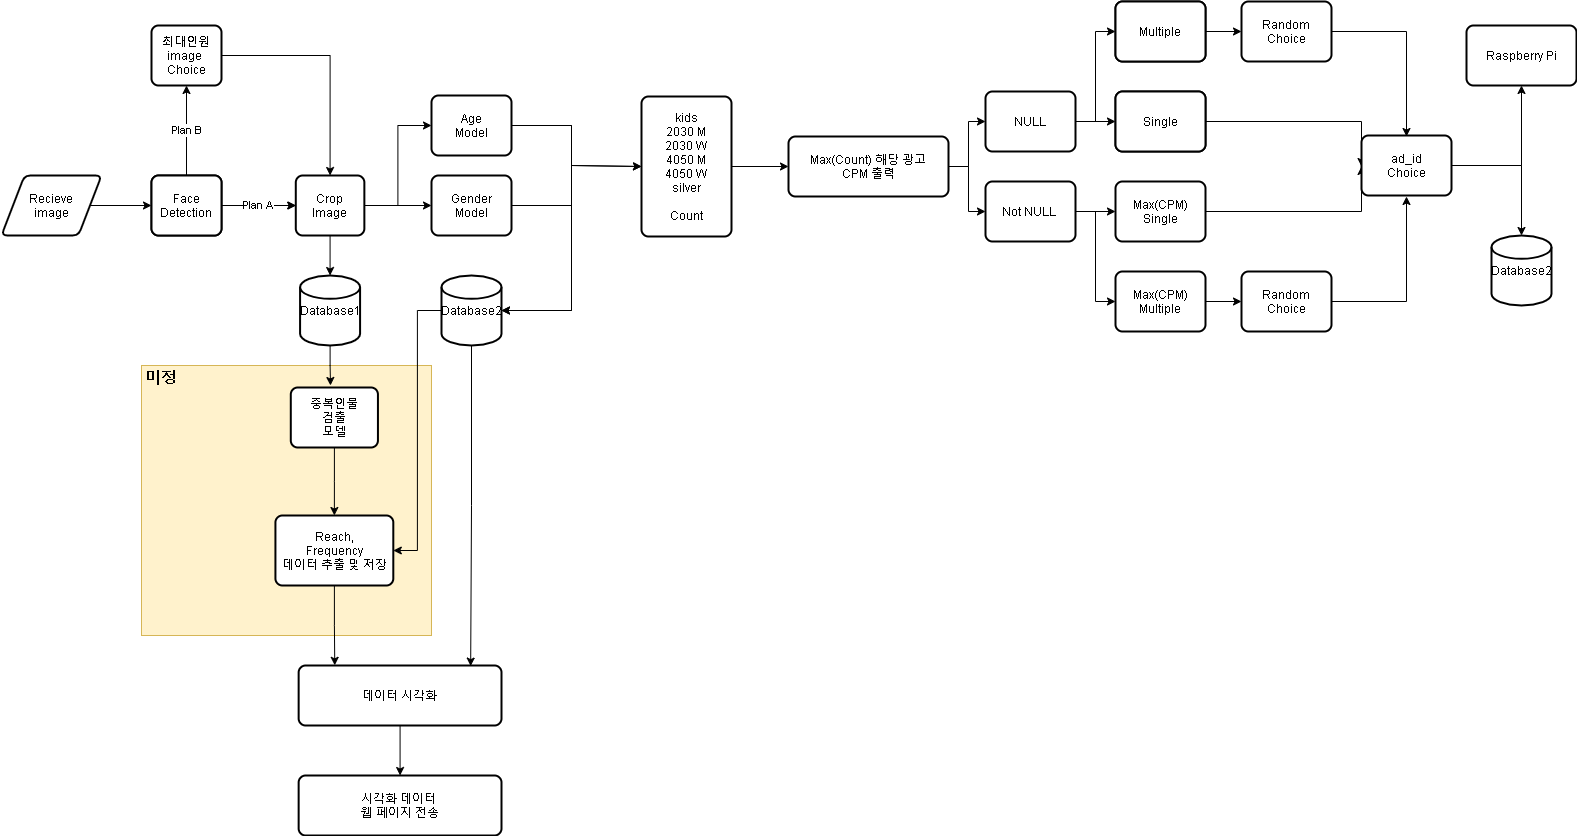 최대인원
image
Choice
Plan B
Recieve
image
Face
Detection
Plan A
Crop
Image
Age
Model
Gender
Model
Database1
Database2
kids
2030 M
2030 W
4050 M
4050 W
silver
Count
Max(Count) 해당 광고
CPM 출력
NULL
Not NULL
Multiple
Random
Choice
Single
Max(CPM)
Single
Max(CPM)
Multiple
Random
Choice
ad_id
Choice
Raspberry Pi
Database2
미정
중복인물
검출
모델
Reach,
Frequency
데이터 추출 및 저장
데이터 시각화
시각화 데이터
웹 페이지 전송